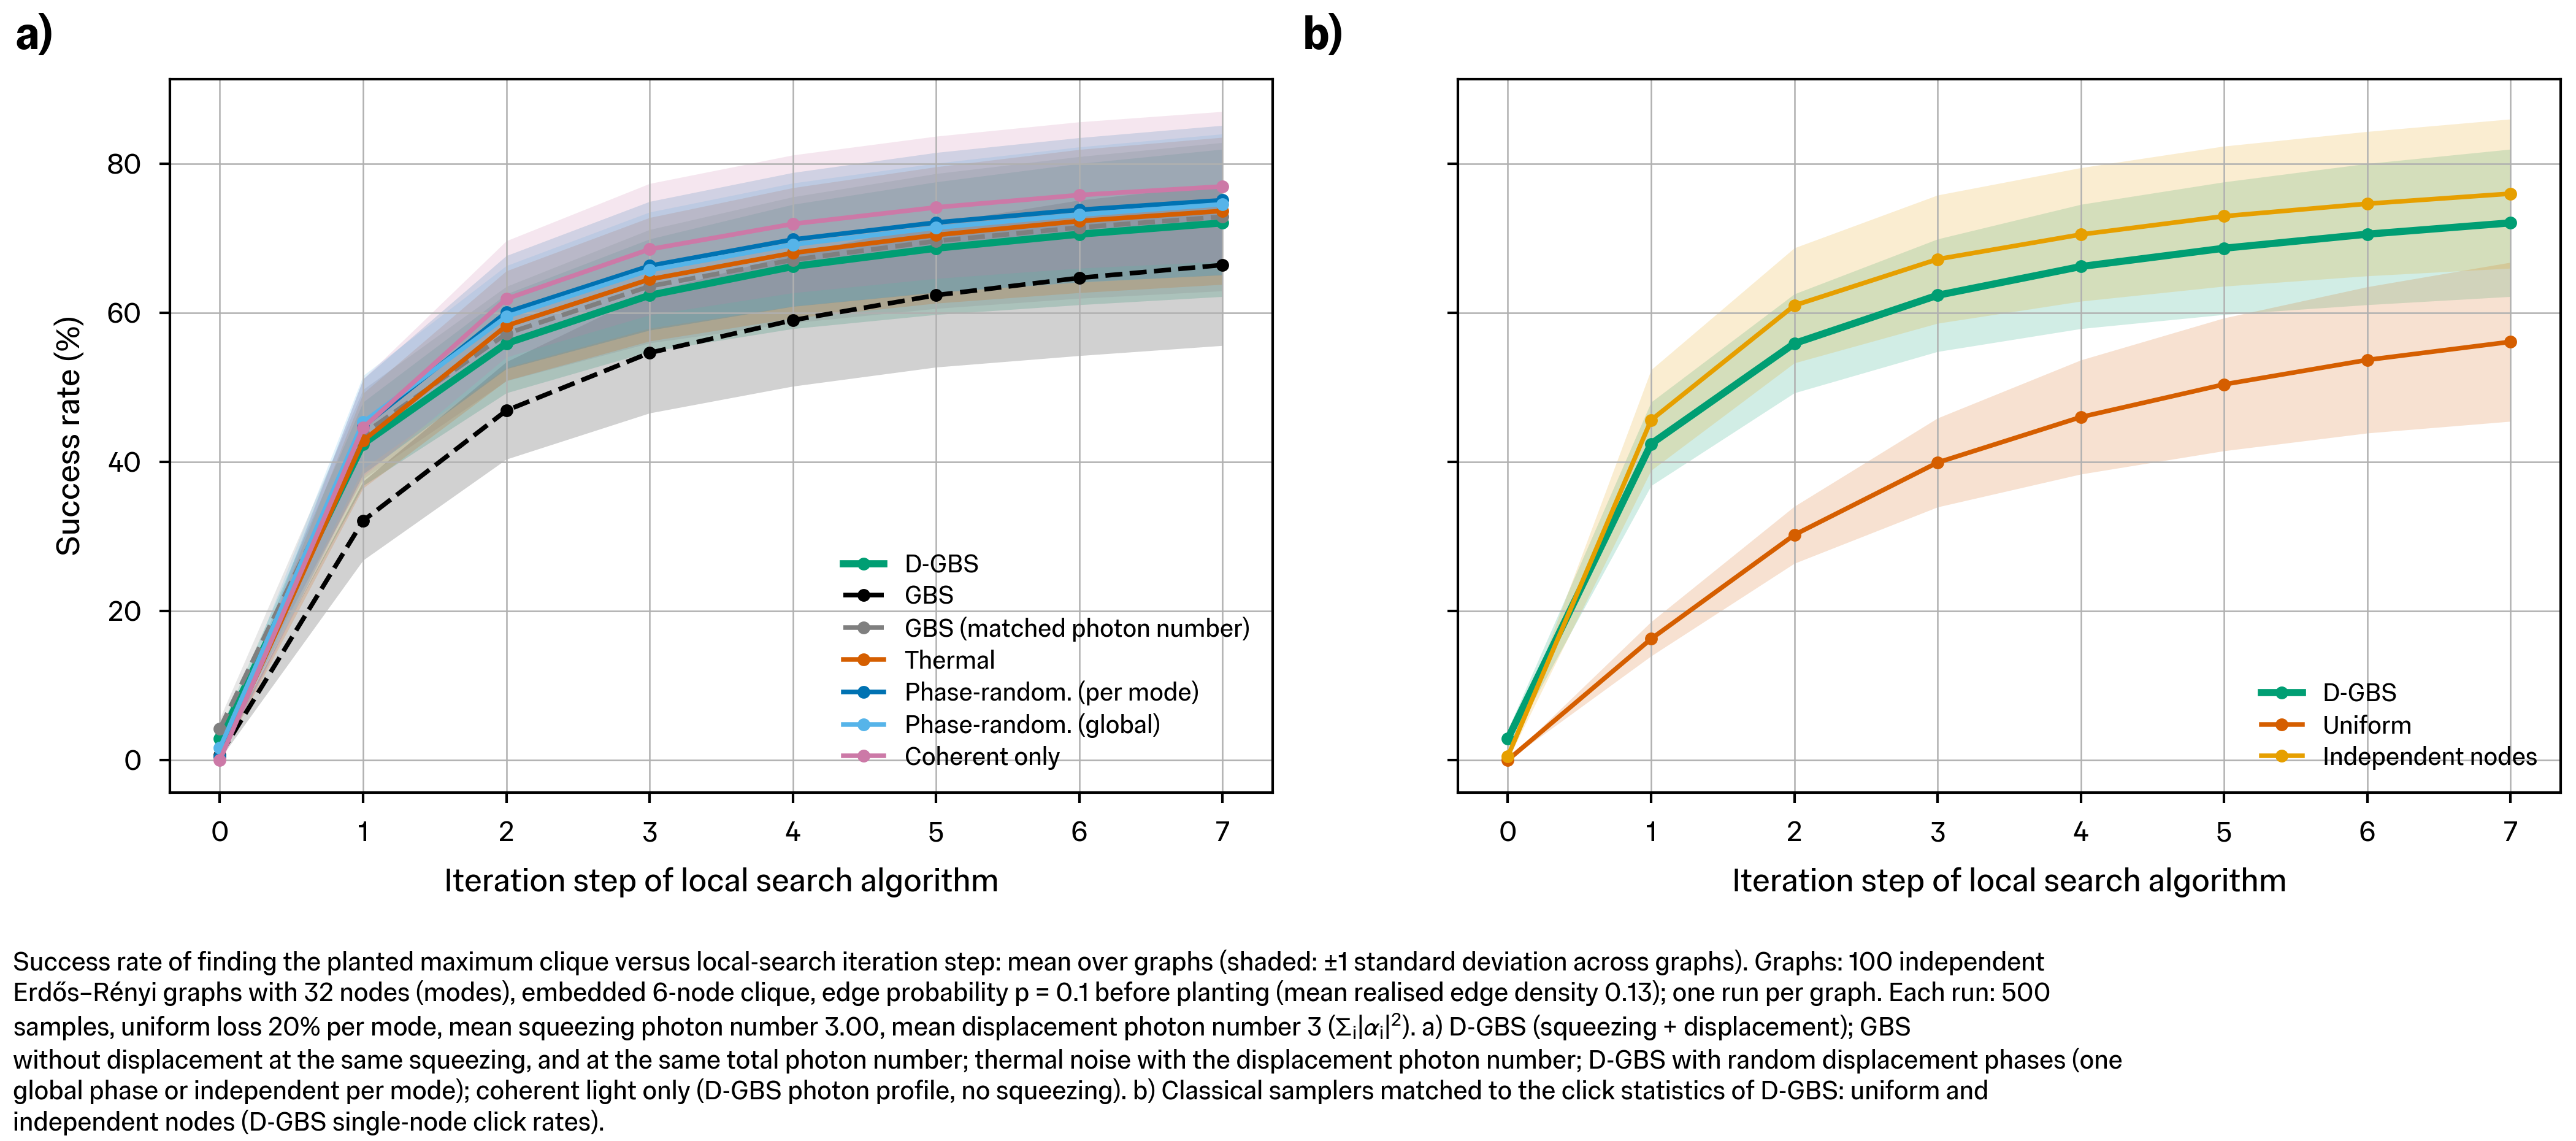 a)
b)
Success rate (%)
80
60
40
20
0
D-GBS
GBS
GBS (matched photon number)
Thermal
Phase-random. (per mode)
Phase-random. (global)
Coherent only
0 1 2 3 4 5 6 7
Iteration step of local search algorithm
D-GBS
Uniform
Independent nodes
0 1 2 3 4 5 6 7
Iteration step of local search algorithm
Success rate of finding the planted maximum clique versus local-search iteration step: mean over graphs (shaded: ±1 standard deviation across graphs). Graphs: 100 independent
Erdős–Rényi graphs with 32 nodes (modes), embedded 6-node clique, edge probability p = 0.1 before planting (mean realised edge density 0.13); one run per graph. Each run: 500
samples, uniform loss 20% per mode, mean squeezing photon number 3.00, mean displacement photon number 3 (Σᵢ|αᵢ|²). a) D-GBS (squeezing + displacement); GBS
without displacement at the same squeezing, and at the same total photon number; thermal noise with the displacement photon number; D-GBS with random displacement phases (one
global phase or independent per mode); coherent light only (D-GBS photon profile, no squeezing). b) Classical samplers matched to the click statistics of D-GBS: uniform and
independent nodes (D-GBS single-node click rates).